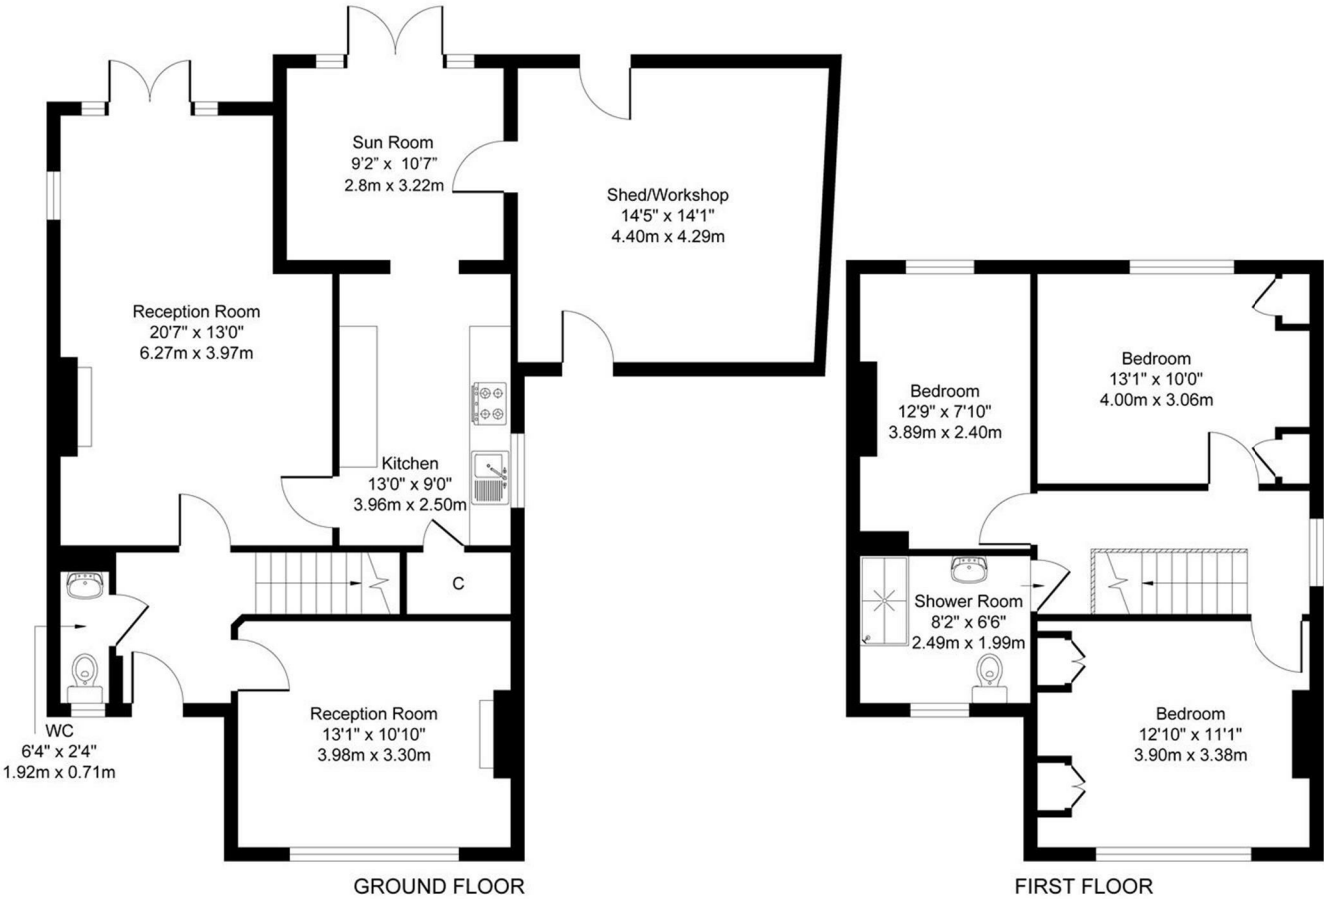 Sun Room
9'2" x 10'7"
2.8m x 3.22m
Shed/Workshop
14'5" x 14'1"
4.40m x 4.29m
Reception Room
20'7" x 13'0"
6.27m x 3.97m
Kitchen
13'0" x 9'0"
3.96m x 2.50m
C
Reception Room
13'1" x 10'10"
3.98m x 3.30m
WC
6'4" x 2'4"
1.92m x 0.71m
GROUND FLOOR
Bedroom
12'9" x 7'10"
3.89m x 2.40m
Bedroom
13'1" x 10'0"
4.00m x 3.06m
Shower Room
8'2" x 6'6"
2.49m x 1.99m
Bedroom
12'10" x 11'1"
3.90m x 3.38m
FIRST FLOOR